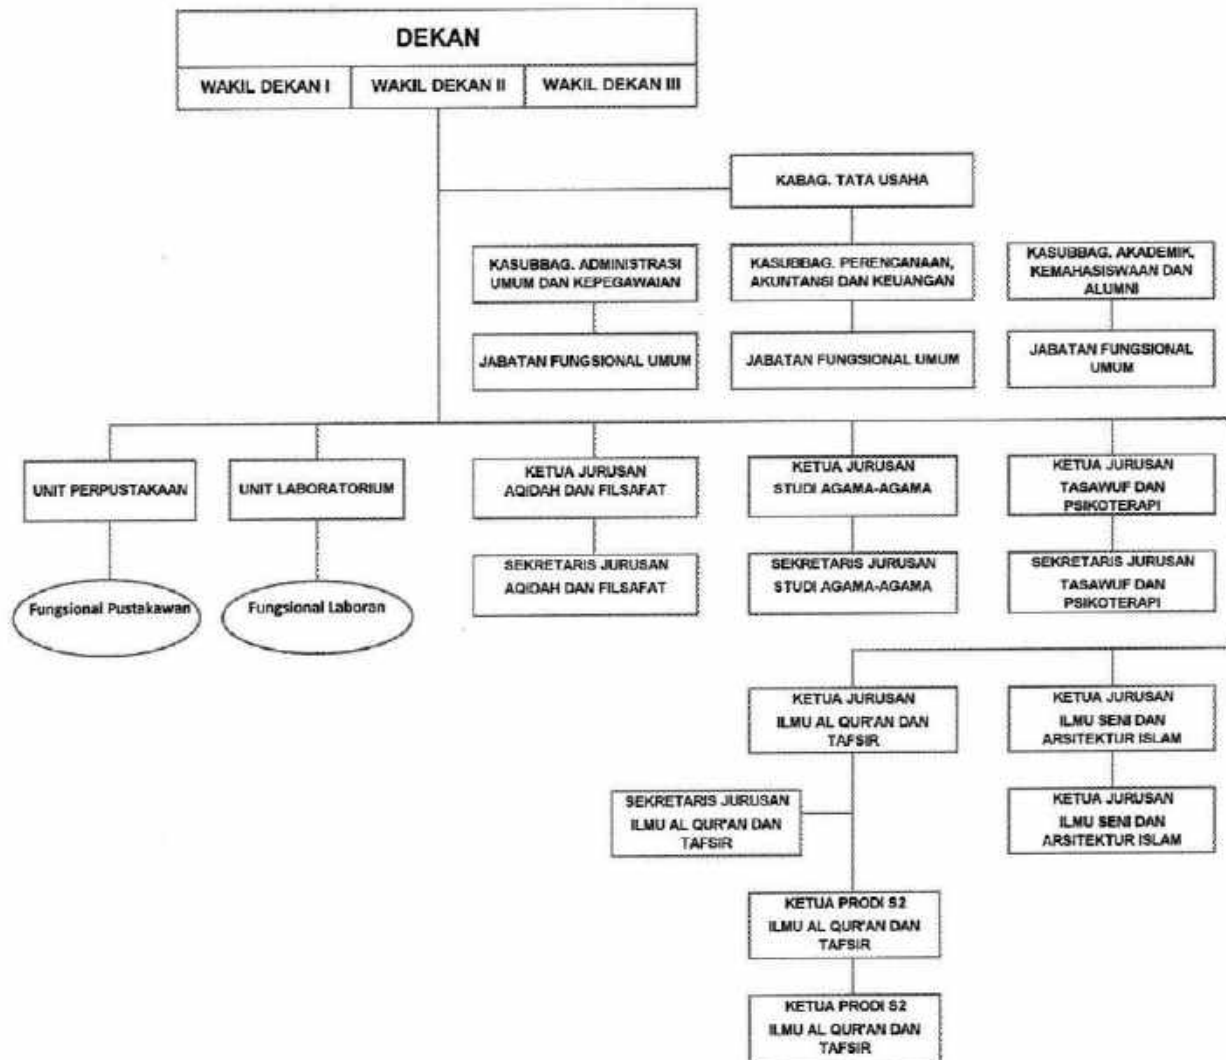 DEKAN
WAKIL DEKAN I
WAKIL DEKAN II
WAKIL DEKAN III
KABAG. TATA USAHA
KASUBBAG. ADMINISTRASI
UMUM DAN KEPEGAWAIAN
KASUBBAG. PERENCANAAN,
AKUNTANSI DAN KEUANGAN
KASUBBAG. AKADEMIK,
KEMAHASISWAAN DAN
ALUMNI
JABATAN FUNGSIONAL UMUM
JABATAN FUNGSIONAL UMUM
JABATAN FUNGSIONAL
UMUM
UNIT PERPUSTAKAAN
UNIT LABORATORIUM
KETUA JURUSAN
AQIDAH DAN FILSAFAT
KETUA JURUSAN
STUDI AGAMA-AGAMA
KETUA JURUSAN
TASAWUF DAN
PSIKOTERAPI
Fungsional Pustakawan
Fungsional Laboran
SEKRETARIS JURUSAN
AQIDAH DAN FILSAFAT
SEKRETARIS JURUSAN
STUDI AGAMA-AGAMA
SEKRETARIS JURUSAN
TASAWUF DAN
PSIKOTERAPI
KETUA JURUSAN
ILMU AL QUR'AN DAN
TAFSIR
KETUA JURUSAN
ILMU SENI DAN
ARSITEKTUR ISLAM
SEKRETARIS JURUSAN
ILMU AL QUR'AN DAN
TAFSIR
KETUA JURUSAN
ILMU SENI DAN
ARSITEKTUR ISLAM
KETUA PRODI S2
ILMU AL QUR'AN DAN
TAFSIR
KETUA PRODI S2
ILMU AL QUR'AN DAN
TAFSIR